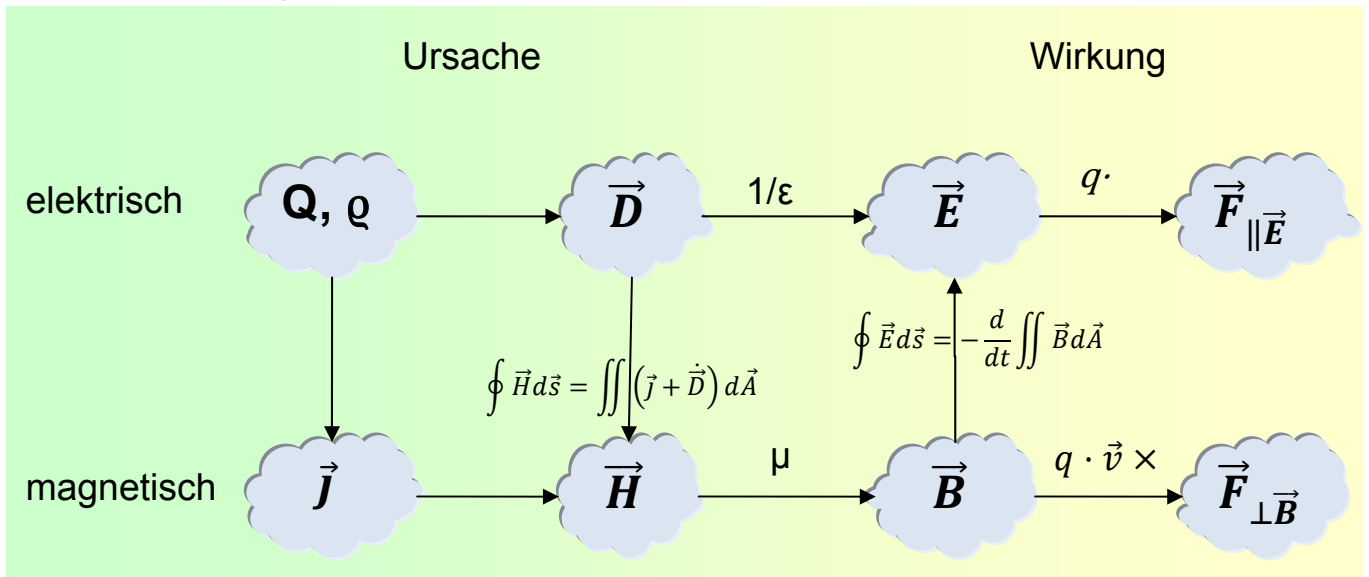 Ursache Wirkung
elektrisch Q, ϱ D⃗ 1/ε E⃗ q· F⃗ ∥E⃗
∮ E⃗ds⃗ = − d/dt ∬ B⃗dA⃗
∮ H⃗ds⃗ = ∬(ȷ⃗ + D⃗̇) dA⃗
magnetisch ȷ⃗ H⃗ μ B⃗ q · v⃗ × F⃗ ⊥B⃗